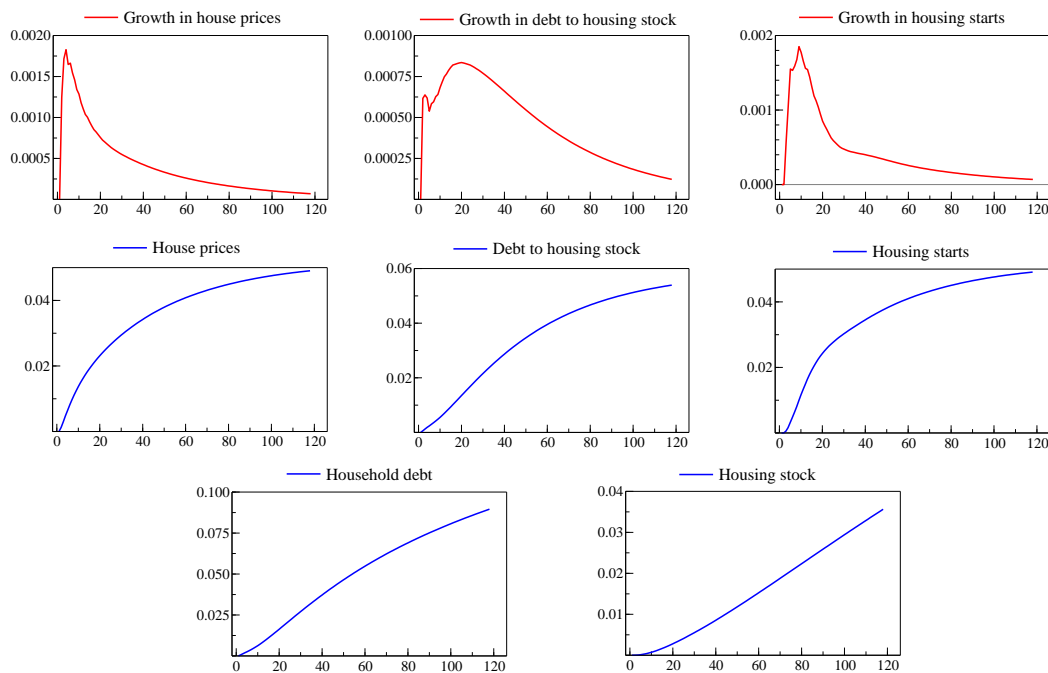 Growth in house prices
0.0020
0.0015
0.0010
0.0005
0 20 40 60 80 100 120
Growth in debt to housing stock
0.00100
0.00075
0.00050
0.00025
0 20 40 60 80 100 120
Growth in housing starts
0.002
0.001
0.000
0 20 40 60 80 100 120
House prices
0.04
0.02
0 20 40 60 80 100 120
Debt to housing stock
0.06
0.04
0.02
0 20 40 60 80 100 120
Housing starts
0.04
0.02
0 20 40 60 80 100 120
Household debt
0.100
0.075
0.050
0.025
0 20 40 60 80 100 120
Housing stock
0.04
0.03
0.02
0.01
0 20 40 60 80 100 120